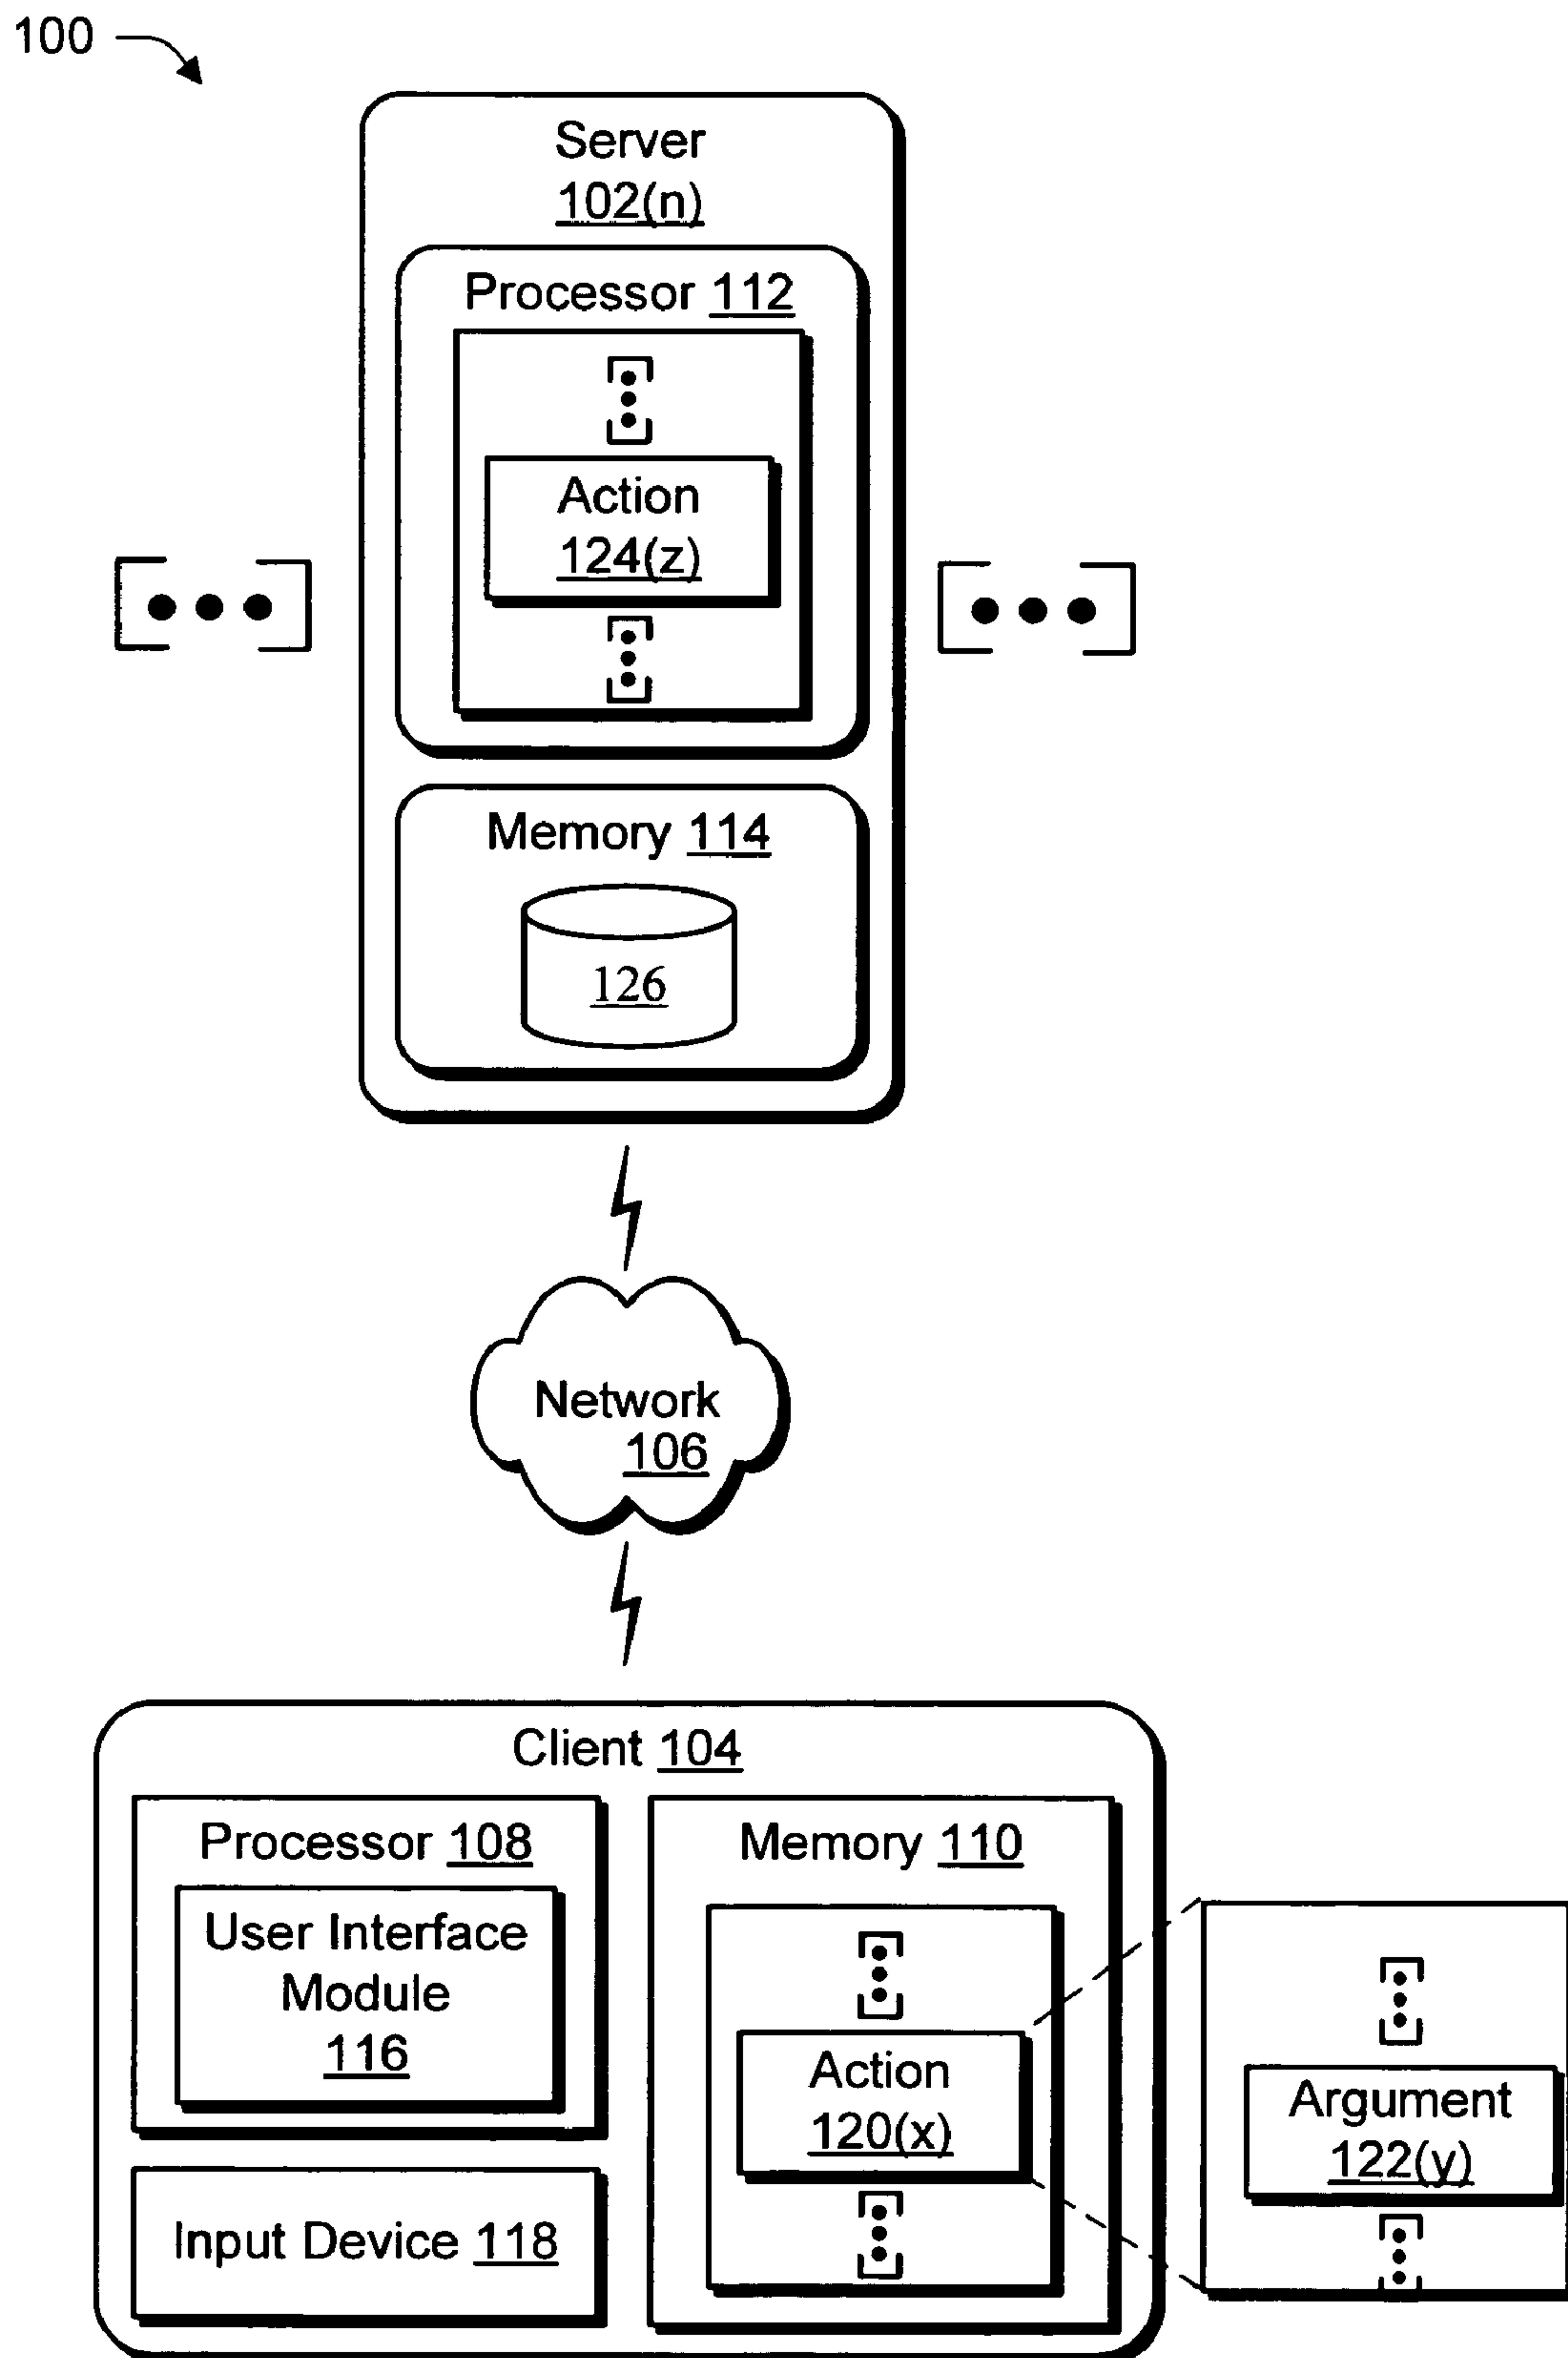 100
Server
102(n)
Processor 112
Action
124(z)
Memory 114
126
Network
106
Client 104
Processor 108
User Interface
Module
116
Input Device 118
Memory 110
Action
120(x)
Argument
122(y)